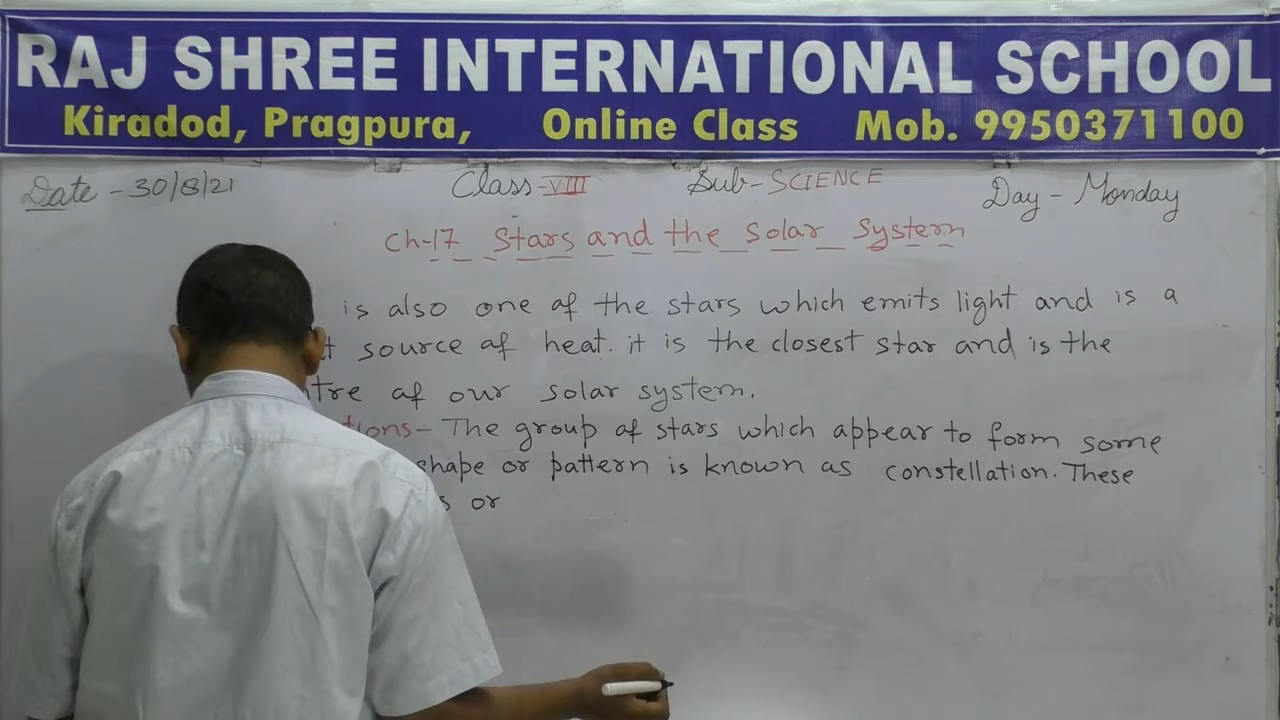 RAJ SHREE INTERNATIONAL SCHOOL
Kiradod, Pragpura, Online Class Mob. 9950371100
Date - 30/8/21 Class-VIII Sub-SCIENCE Day - Monday
Ch-17 Stars and the Solar System
is also one of the stars which emits light and is a
source of heat. it is the closest star and is the
of our solar system.
The group of stars which appear to form some
shape or pattern is known as constellation. These
or